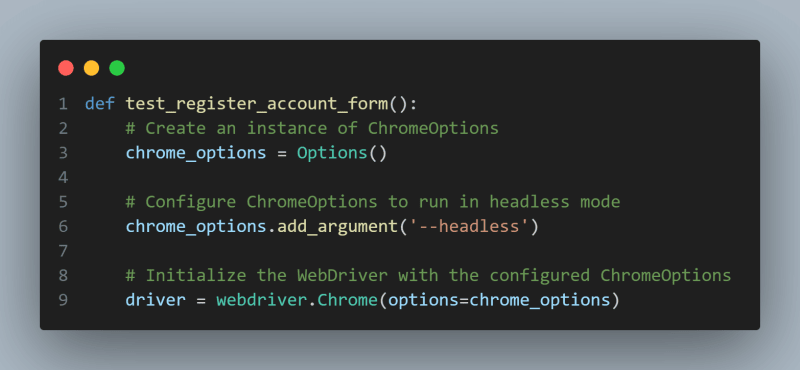 1 def test_register_account_form():
2     # Create an instance of ChromeOptions
3     chrome_options = Options()
4
5     # Configure ChromeOptions to run in headless mode
6     chrome_options.add_argument('--headless')
7
8     # Initialize the WebDriver with the configured ChromeOptions
9     driver = webdriver.Chrome(options=chrome_options)